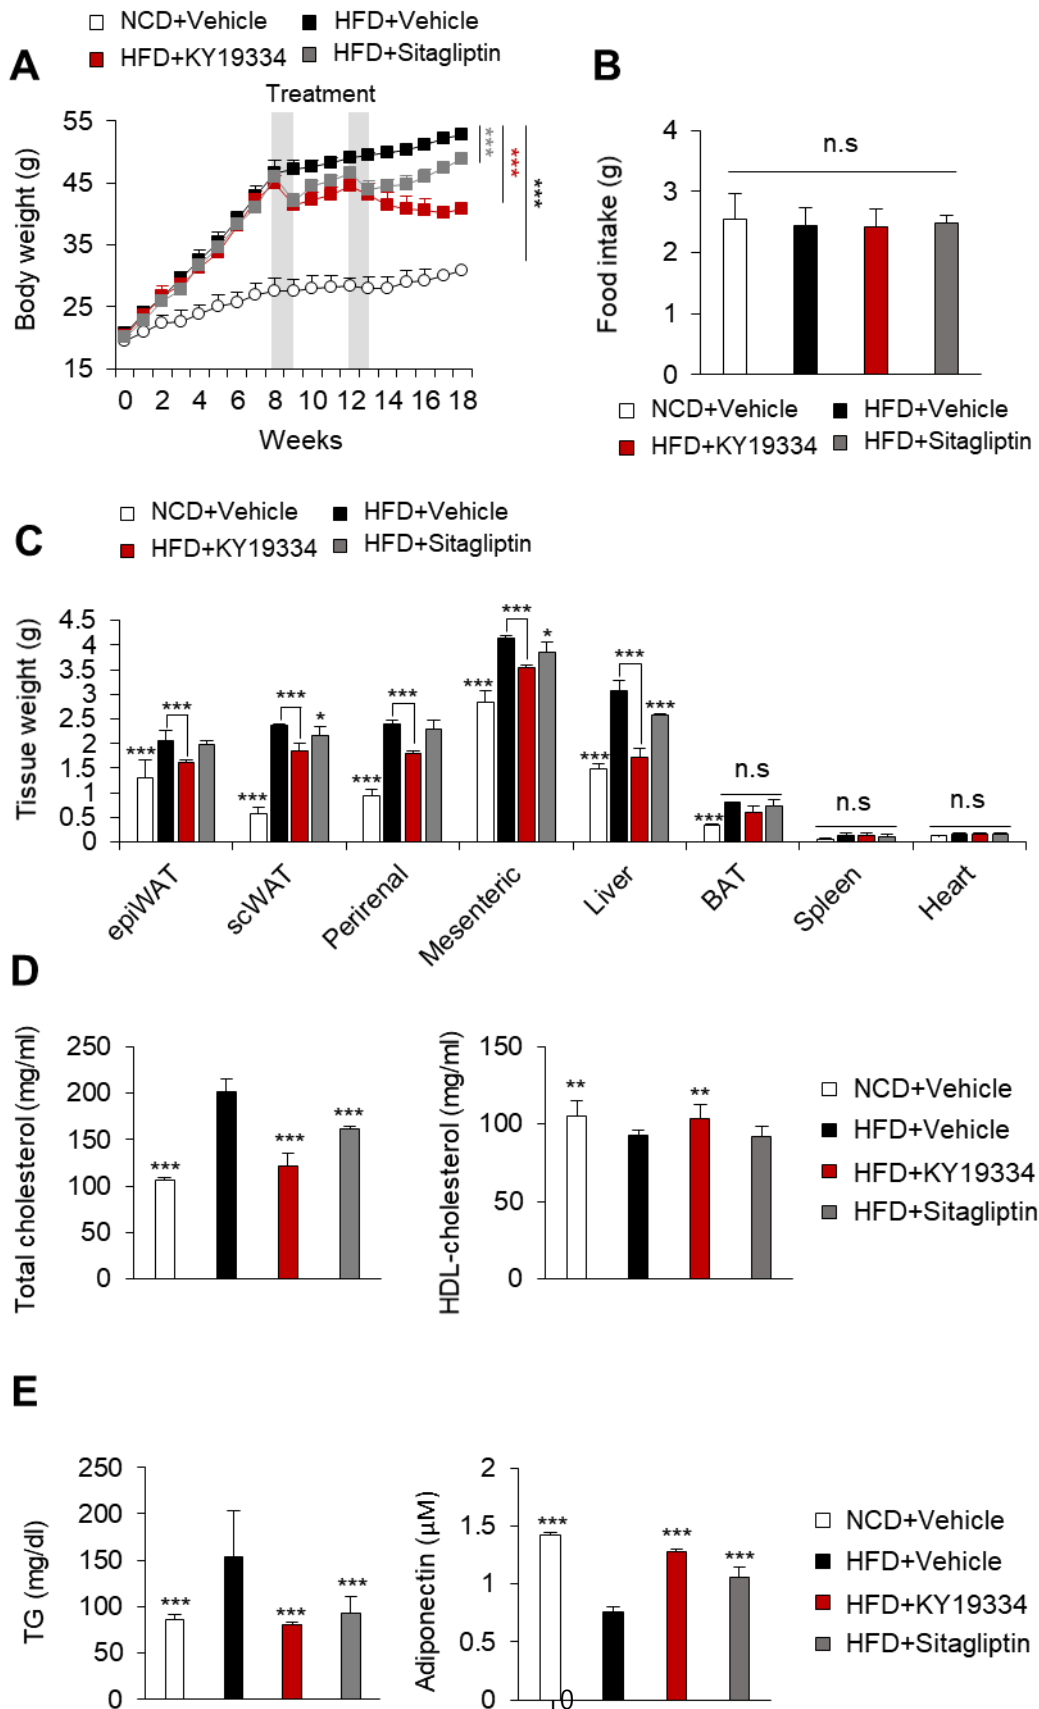 NCD+Vehicle HFD+Vehicle
HFD+KY19334 HFD+Sitagliptin
A
Treatment
Body weight (g)
55
45
35
25
15
*** *** ***
0 2 4 6 8 10 12 14 16 18
Weeks
B
Food intake (g)
4
3
2
1
0
n.s
NCD+Vehicle HFD+Vehicle
HFD+KY19334 HFD+Sitagliptin
NCD+Vehicle HFD+Vehicle
HFD+KY19334 HFD+Sitagliptin
C
Tissue weight (g)
4.5
4
3.5
3
2.5
2
1.5
1
0.5
0
*** ***
*** *** *
*** ***
*** *** *
*** *** ***
*** n.s
n.s
n.s
epiWAT scWAT Perirenal Mesenteric Liver BAT Spleen Heart
D
Total cholesterol (mg/ml)
250
200
150
100
50
0
*** *** ***
HDL-cholesterol (mg/ml)
150
100
50
0
** **
NCD+Vehicle
HFD+Vehicle
HFD+KY19334
HFD+Sitagliptin
E
TG (mg/dl)
250
200
150
100
50
0
*** *** ***
Adiponectin (μM)
2
1.5
1
0.5
0
*** *** ***
0
NCD+Vehicle
HFD+Vehicle
HFD+KY19334
HFD+Sitagliptin